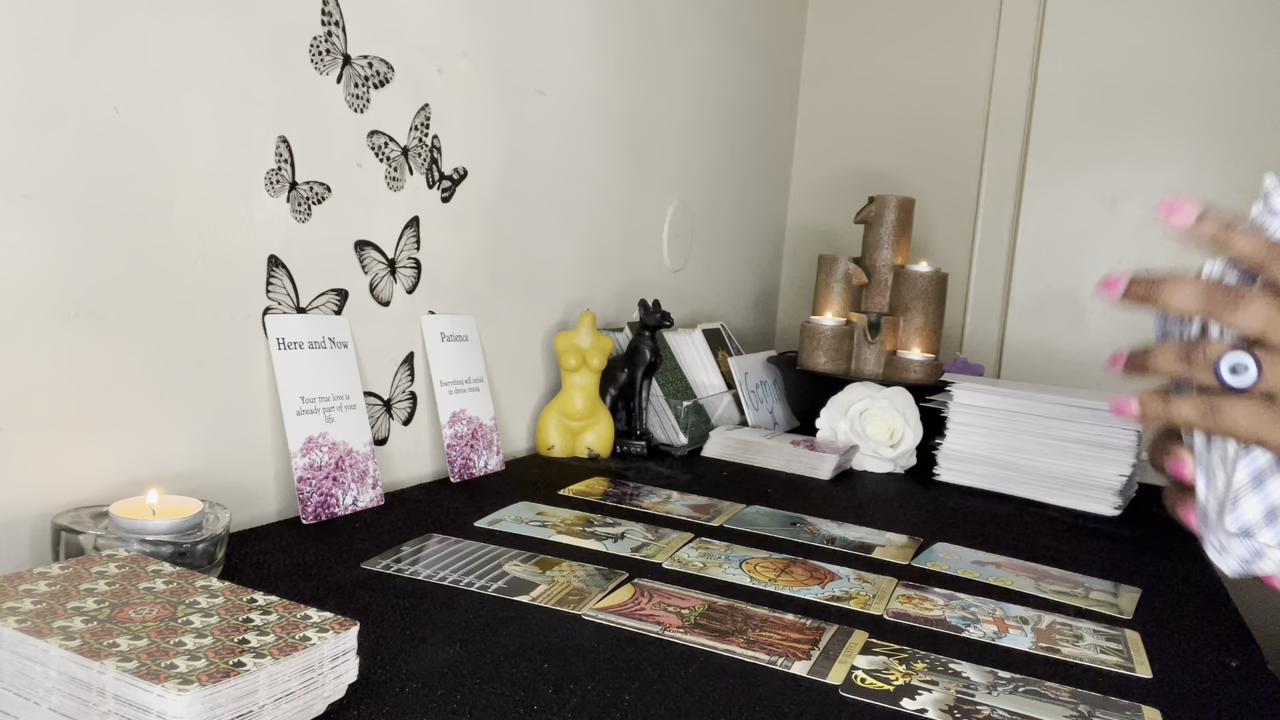 Here and Now
Your true love is
already part of your
life.
Patience
Everything will unfold
in divine timing
Gemini